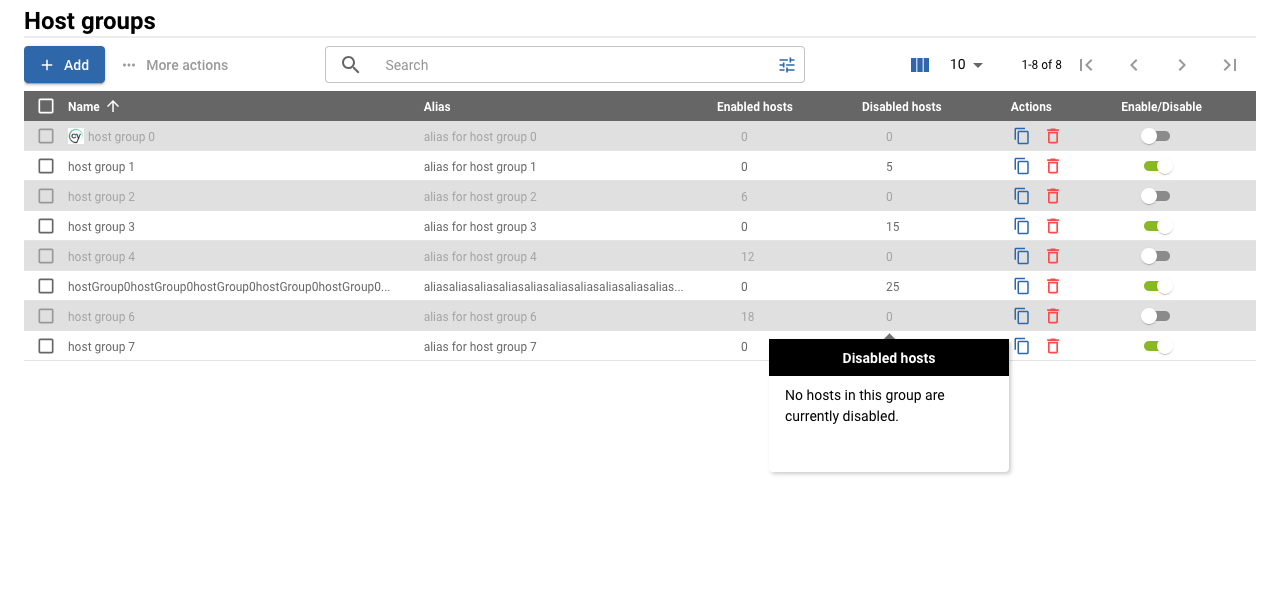 Host groups
Add More actions Search 10 1-8 of 8
Name Alias Enabled hosts Disabled hosts Actions Enable/Disable
cy host group 0 alias for host group 0 0 0
host group 1 alias for host group 1 0 5
host group 2 alias for host group 2 6 0
host group 3 alias for host group 3 0 15
host group 4 alias for host group 4 12 0
hostGroup0hostGroup0hostGroup0hostGroup0hostGroup0... aliasaliasaliasaliasaliasaliasaliasaliasaliasalias... 0 25
host group 6 alias for host group 6 18 0
host group 7 alias for host group 7 0
Disabled hosts
No hosts in this group are
currently disabled.